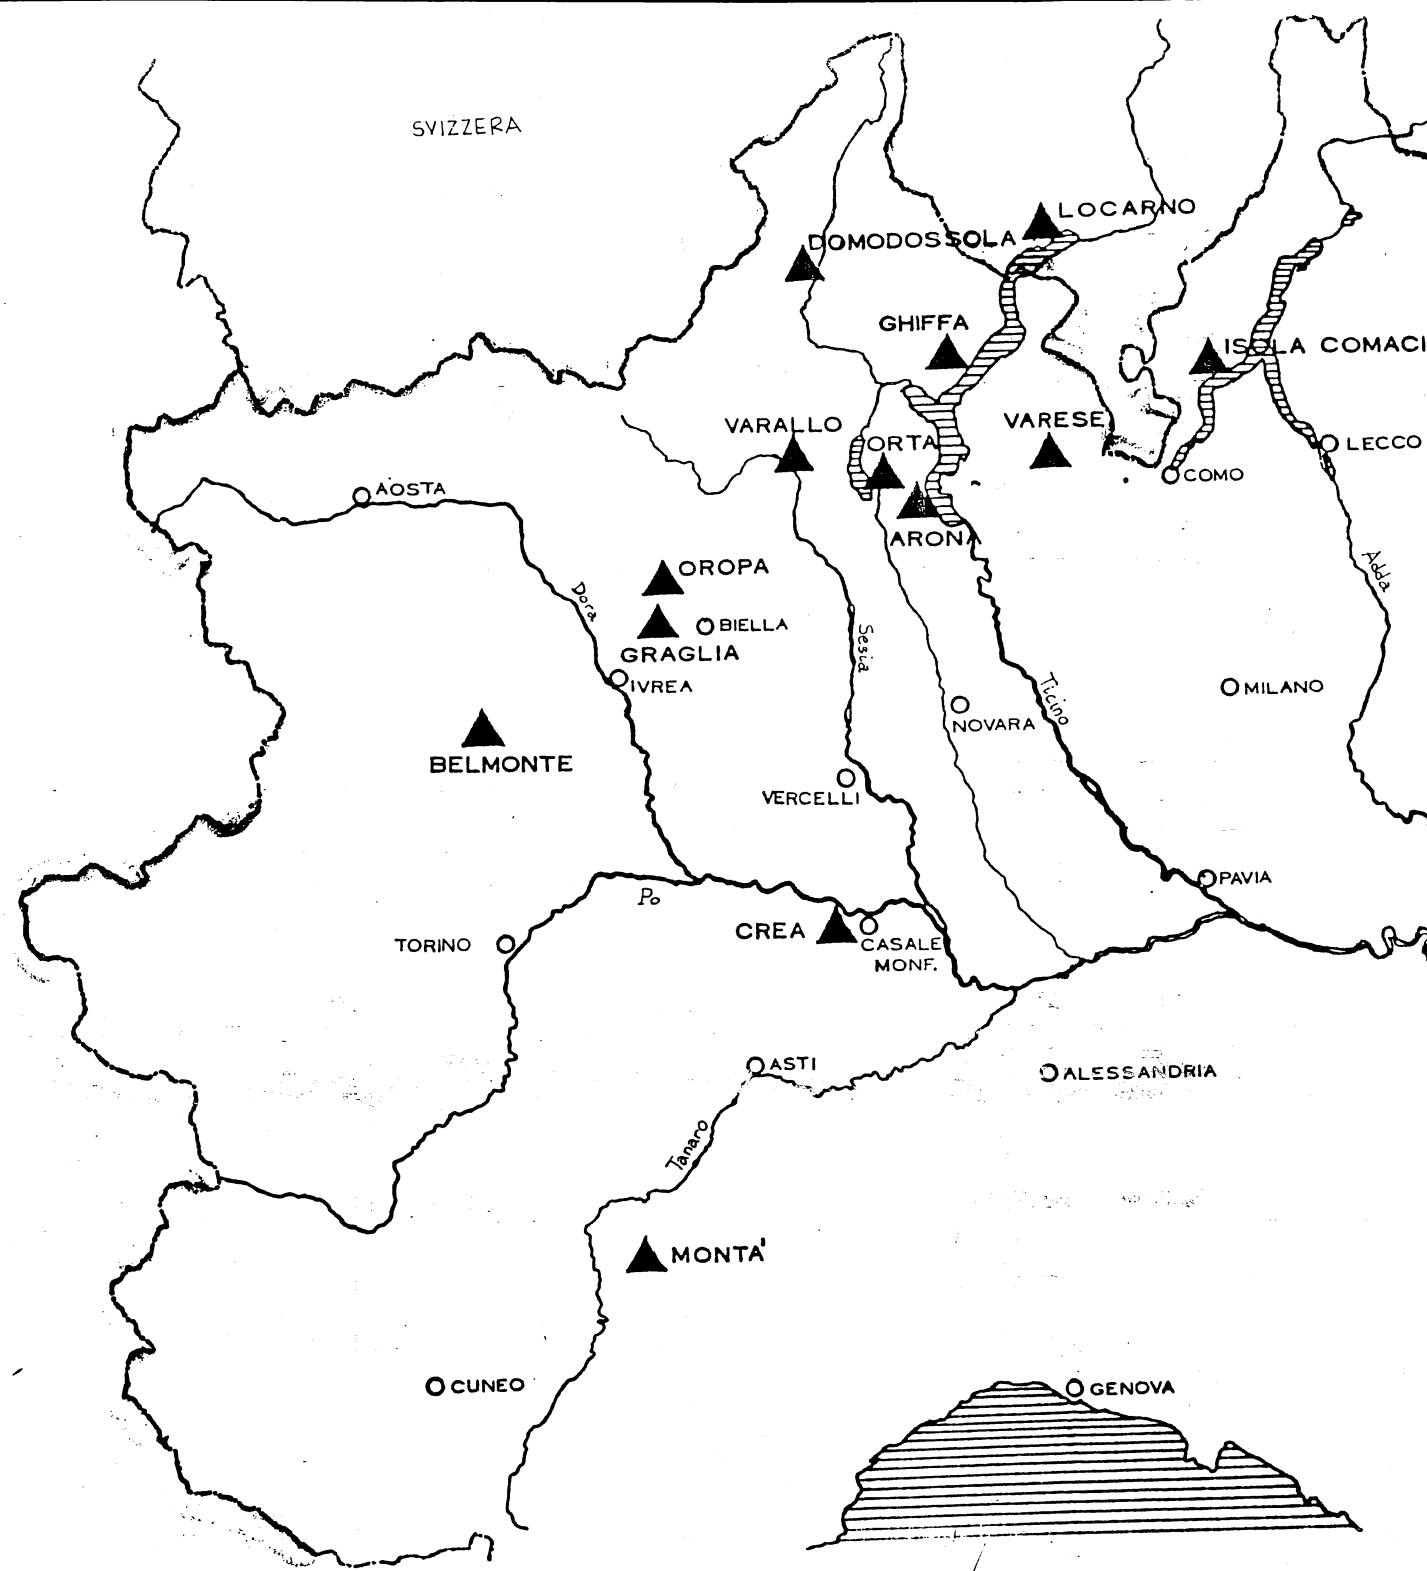 SVIZZERA
LOCARNO
DOMODOSSOLA
GHIFFA
ISOLA COMACI
VARALLO
ORTA
VARESE
LECCO
COMO
AOSTA
ARONA
OROPA
Dora
Adda
BIELLA
Sesia
GRAGLIA
IVREA
MILANO
Ticino
NOVARA
BELMONTE
VERCELLI
PAVIA
Po
CREA
TORINO
CASALE
MONF.
ASTI
ALESSANDRIA
Tanaro
MONTA'
CUNEO
GENOVA